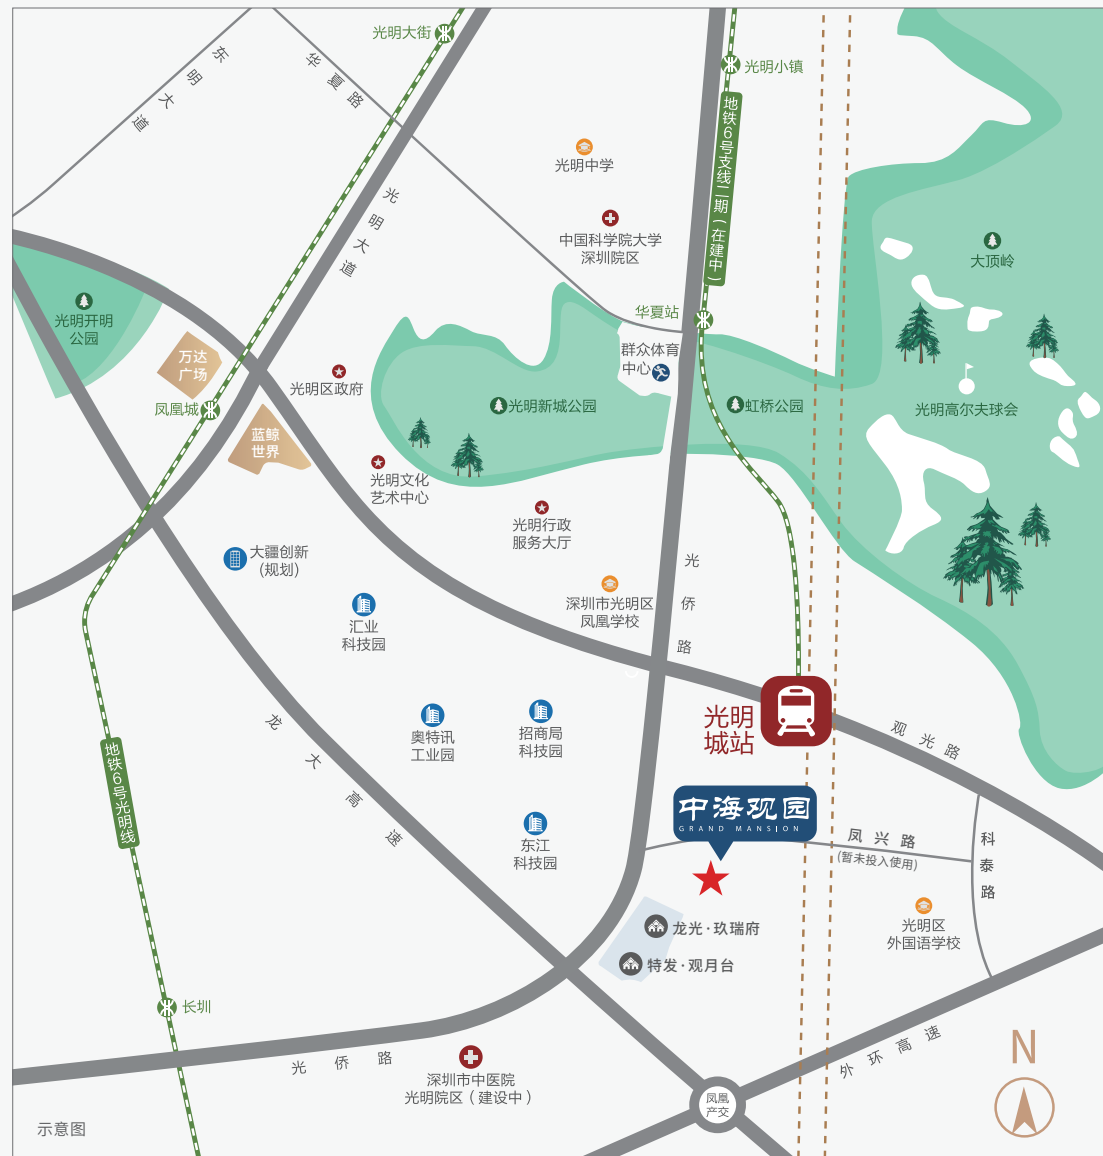 光明大街
光明小镇
东明大道
华夏路
地铁6号支线二期(在建中)
光明中学
光明大道
中国科学院大学
深圳院区
大顶岭
光明开明
公园
华夏站
万达
广场
群众体育
中心
光明区政府
凤凰城
光明新城公园
虹桥公园
光明高尔夫球会
蓝鲸
世界
光明文化
艺术中心
光明行政
服务大厅
大疆创新
(规划)
光侨路
深圳市光明区
凤凰学校
汇业
科技园
光明
城站
观光路
龙大高速
奥特讯
工业园
招商局
科技园
地铁6号光明线
中海观园
GRAND MANSION
东江
科技园
凤兴路
(暂未投入使用)
科泰路
光明区
外国语学校
龙光·玖瑞府
特发·观月台
长圳
光侨路
深圳市中医院
光明院区(建设中)
外环高速
N
凤凰
产交
示意图